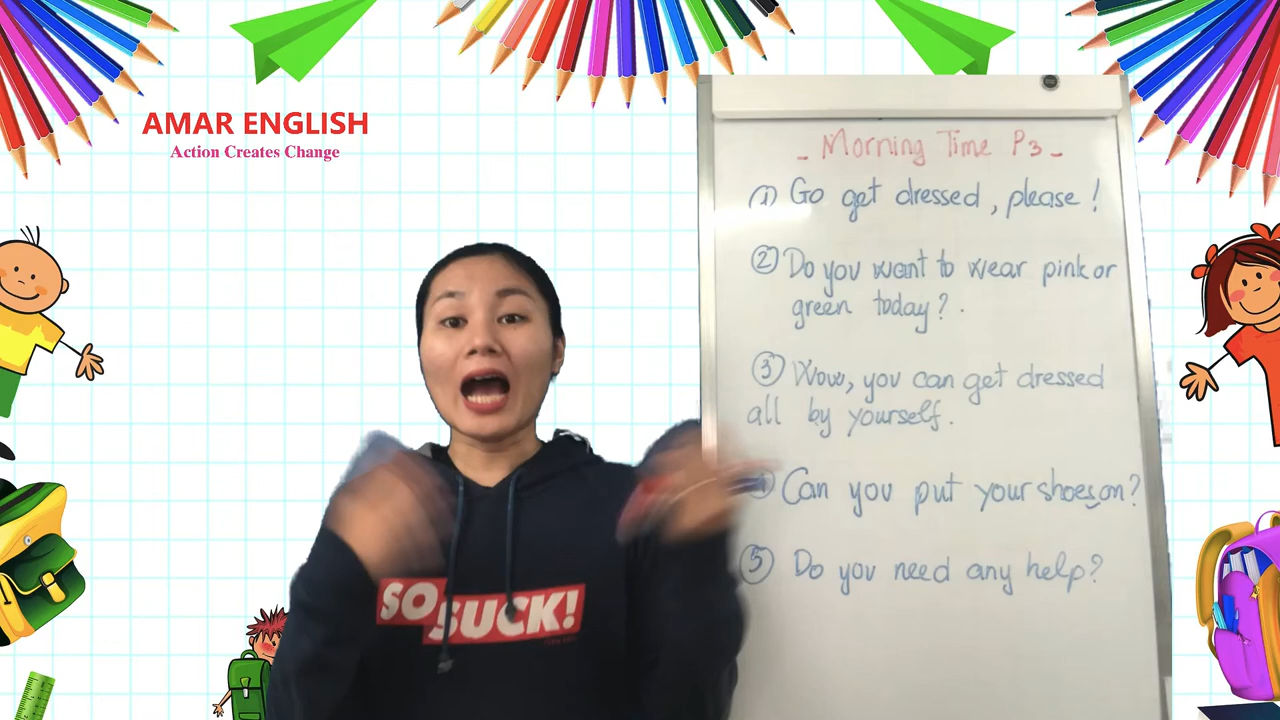 AMAR ENGLISH
Action Creates Change
- Morning Time P3 -
(1) Go get dressed, please!
(2) Do you want to wear pink or
green today?.
(3) Wow, you can get dressed
all by yourself.
(4) Can you put your shoes on?
(5) Do you need any help?
SO
SUCK!